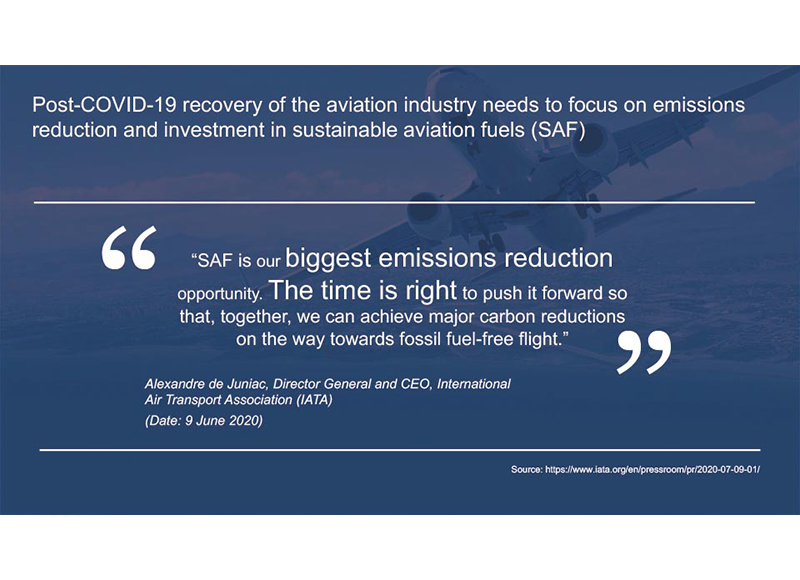 Post-COVID-19 recovery of the aviation industry needs to focus on emissions
reduction and investment in sustainable aviation fuels (SAF)
“SAF is our biggest emissions reduction
opportunity. The time is right to push it forward so
that, together, we can achieve major carbon reductions
on the way towards fossil fuel-free flight.”
Alexandre de Juniac, Director General and CEO, International
Air Transport Association (IATA)
(Date: 9 June 2020)
Source: https://www.iata.org/en/pressroom/pr/2020-07-09-01/